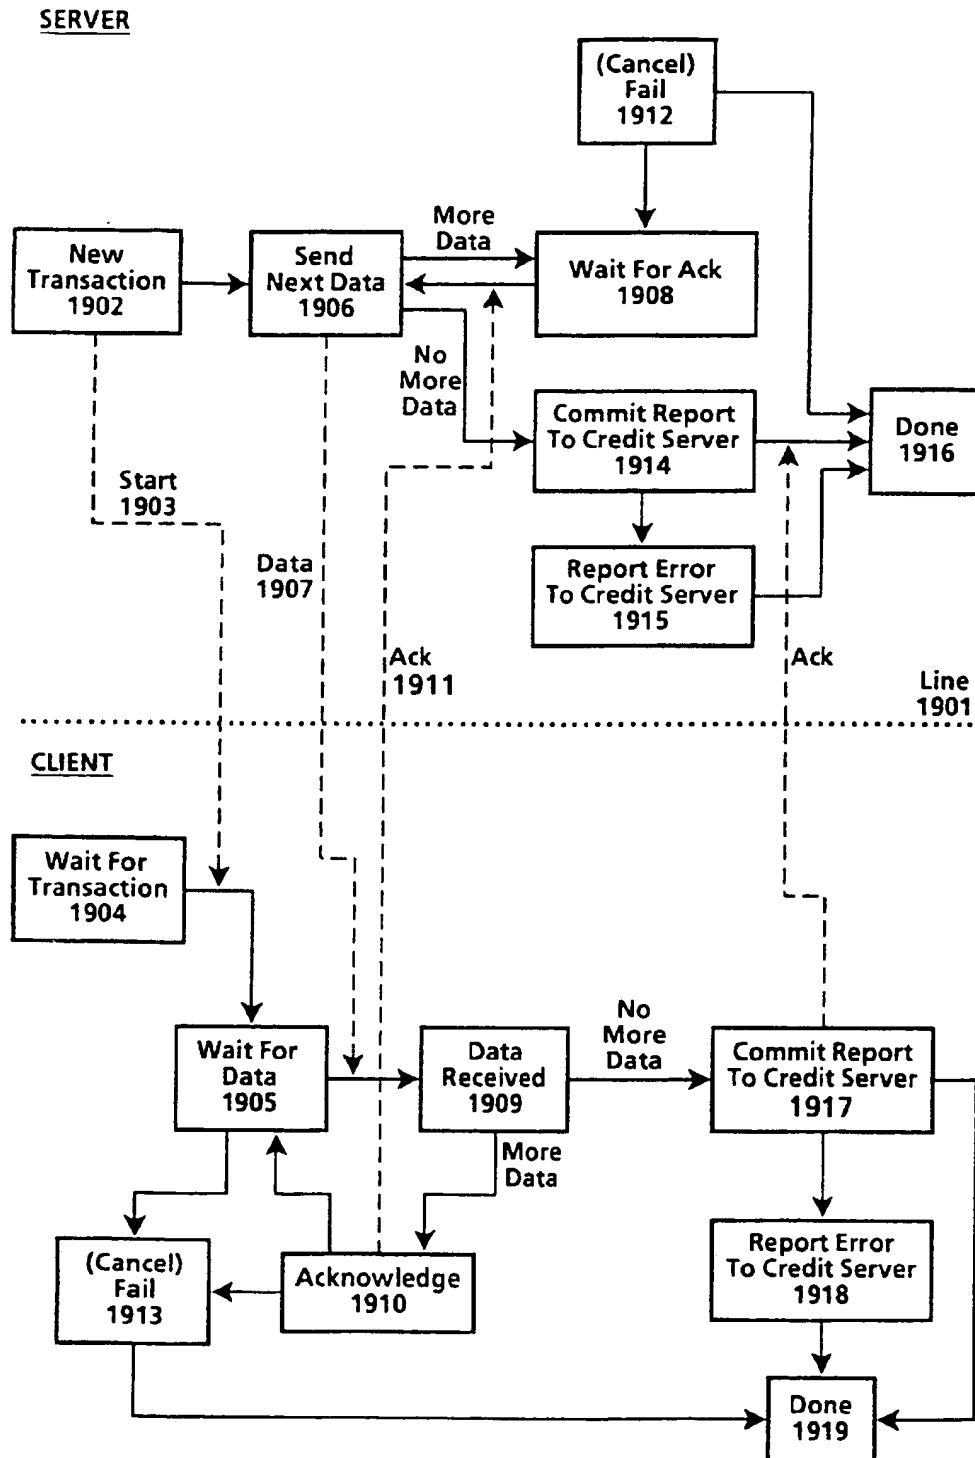 SERVER
(Cancel)
Fail
1912
More
Data
New
Transaction
1902
Send
Next Data
1906
Wait For Ack
1908
No
More
Data
Commit Report
To Credit Server
1914
Done
1916
Start
1903
Data
1907
Report Error
To Credit Server
1915
Ack
1911
Ack
Line
1901
CLIENT
Wait For
Transaction
1904
Wait For
Data
1905
Data
Received
1909
No
More
Data
Commit Report
To Credit Server
1917
More
Data
(Cancel)
Fail
1913
Acknowledge
1910
Report Error
To Credit Server
1918
Done
1919